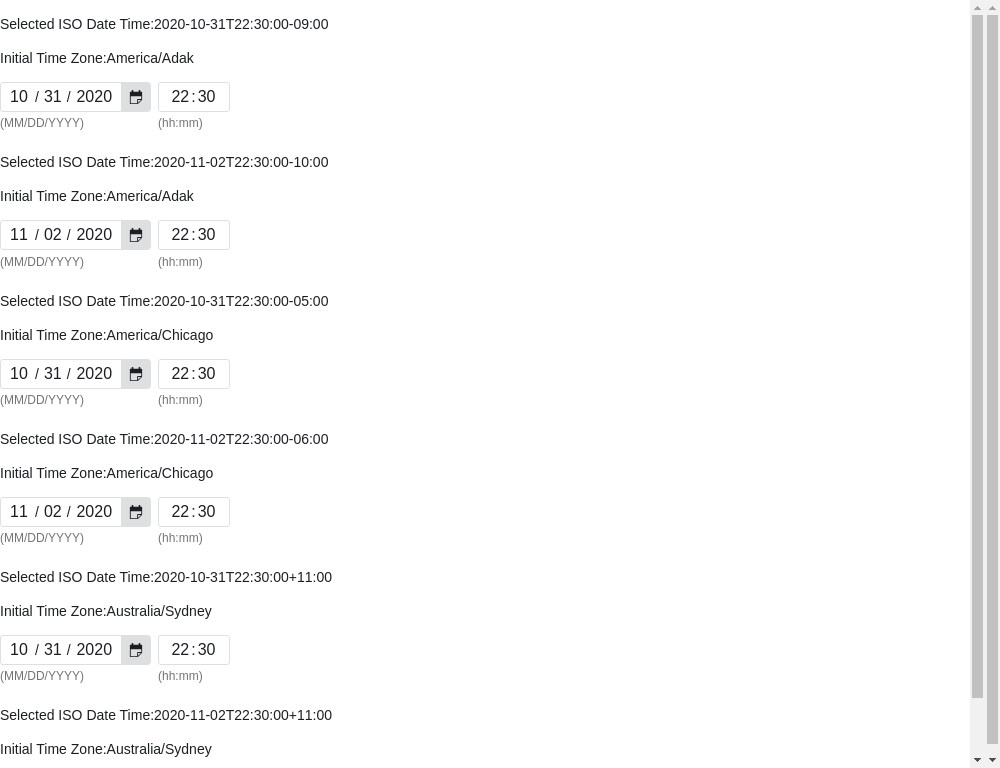 Selected ISO Date Time:2020-10-31T22:30:00-09:00
Initial Time Zone:America/Adak
10 / 31 / 2020 22:30
(MM/DD/YYYY) (hh:mm)
Selected ISO Date Time:2020-11-02T22:30:00-10:00
Initial Time Zone:America/Adak
11 / 02 / 2020 22:30
(MM/DD/YYYY) (hh:mm)
Selected ISO Date Time:2020-10-31T22:30:00-05:00
Initial Time Zone:America/Chicago
10 / 31 / 2020 22:30
(MM/DD/YYYY) (hh:mm)
Selected ISO Date Time:2020-11-02T22:30:00-06:00
Initial Time Zone:America/Chicago
11 / 02 / 2020 22:30
(MM/DD/YYYY) (hh:mm)
Selected ISO Date Time:2020-10-31T22:30:00+11:00
Initial Time Zone:Australia/Sydney
10 / 31 / 2020 22:30
(MM/DD/YYYY) (hh:mm)
Selected ISO Date Time:2020-11-02T22:30:00+11:00
Initial Time Zone:Australia/Sydney